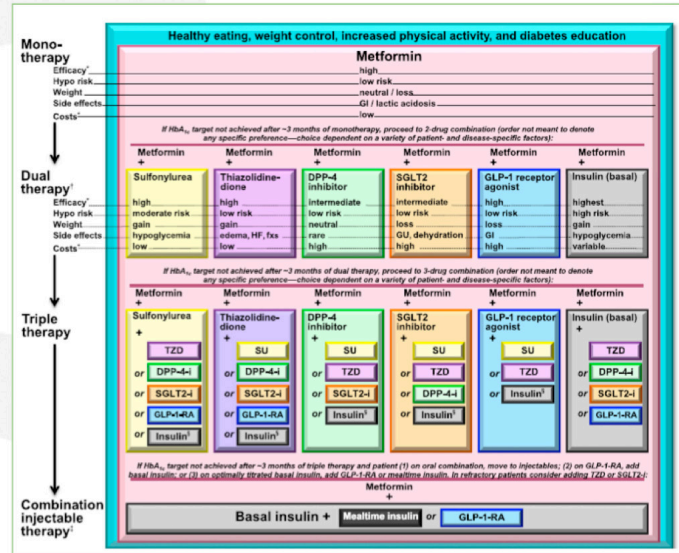 Healthy eating, weight control, increased physical activity, and diabetes education
Mono-
therapy
Metformin
Efficacy* high
Hypo risk low risk
Weight neutral / loss
Side effects GI / lactic acidosis
Costs* low
If HbA1c target not achieved after ~3 months of monotherapy, proceed to 2-drug combination (order not meant to denote
any specific preference—choice dependent on a variety of patient- and disease-specific factors):
Metformin Metformin Metformin Metformin Metformin Metformin
+ + + + + +
Dual
therapy†
Sulfonylurea Thiazolidine-
dione DPP-4
inhibitor SGLT2
inhibitor GLP-1 receptor
agonist Insulin (basal)
Efficacy* high high intermediate intermediate high highest
Hypo risk moderate risk low risk low risk low risk low risk high risk
Weight gain gain neutral loss loss gain
Side effects hypoglycemia edema, HF, fxs rare GU, dehydration GI hypoglycemia
Costs* low low high high high variable
If HbA1c target not achieved after ~3 months of dual therapy, proceed to 3-drug combination (order not meant to denote
any specific preference—choice dependent on a variety of patient- and disease-specific factors):
Metformin Metformin Metformin Metformin Metformin Metformin
+ + + + + +
Triple
therapy
Sulfonylurea Thiazolidine-
dione DPP-4
inhibitor SGLT2
inhibitor GLP-1 receptor
agonist Insulin (basal)
+ + + + + +
TZD SU SU SU SU TZD
or DPP-4-i or DPP-4-i or TZD or TZD or TZD or DPP-4-i
or SGLT2-i or SGLT2-i or SGLT2-i or DPP-4-i or Insulin§ or SGLT2-i
or GLP-1-RA or GLP-1-RA or Insulin§ or Insulin§ or GLP-1-RA
or Insulin§ or Insulin§
If HbA1c target not achieved after ~3 months of triple therapy and patient (1) on oral combination, move to injectables; (2) on GLP-1-RA, add
basal insulin; or (3) on optimally titrated basal insulin, add GLP-1-RA or mealtime insulin. In refractory patients consider adding TZD or SGLT2-i:
Metformin
+
Combination
injectable
therapy‡
Basal insulin + Mealtime insulin or GLP-1-RA